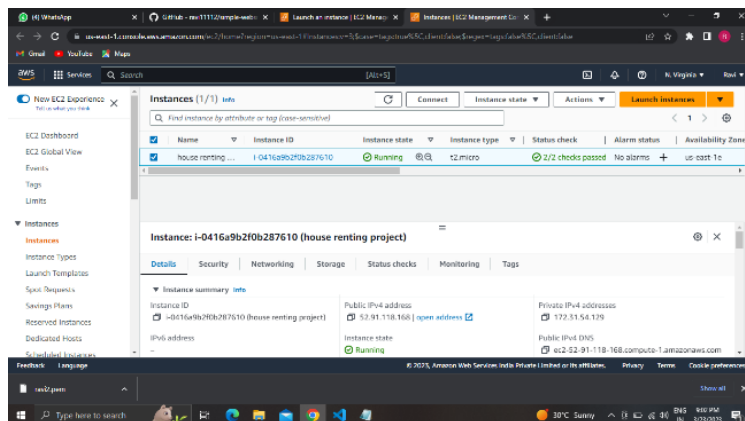 (4) WhatsApp
Launch an instance | EC2 Manag
Instances | EC2 Management Co
Gmail YouTube Maps
aws Services Search [Alt+S] N. Virginia Ravi
New EC2 Experience
Tell us what you think
EC2 Dashboard
EC2 Global View
Events
Tags
Limits
Instances
Instances
Instance Types
Launch Templates
Spot Requests
Savings Plans
Reserved Instances
Dedicated Hosts
Scheduled Instances
Instances (1/1) Info
Connect Instance state Actions Launch instances
Find instance by attribute or tag (case-sensitive)
1
Name Instance ID Instance state Instance type Status check Alarm status Availability Zone
house renting ... i-0416a9b2f0b287610 Running t2.micro 2/2 checks passed No alarms + us-east-1e
Instance: i-0416a9b2f0b287610 (house renting project)
Details Security Networking Storage Status checks Monitoring Tags
Instance summary Info
Instance ID Public IPv4 address Private IPv4 addresses
i-0416a9b2f0b287610 (house renting project) 52.91.118.168 | open address 172.31.54.129
IPv6 address Instance state Public IPv4 DNS
– Running ec2-52-91-118-168.compute-1.amazonaws.com
Feedback Language © 2023, Amazon Web Services India Private Limited or its affiliates. Privacy Terms Cookie preferences
Show all
Type here to search 30°C Sunny ENG